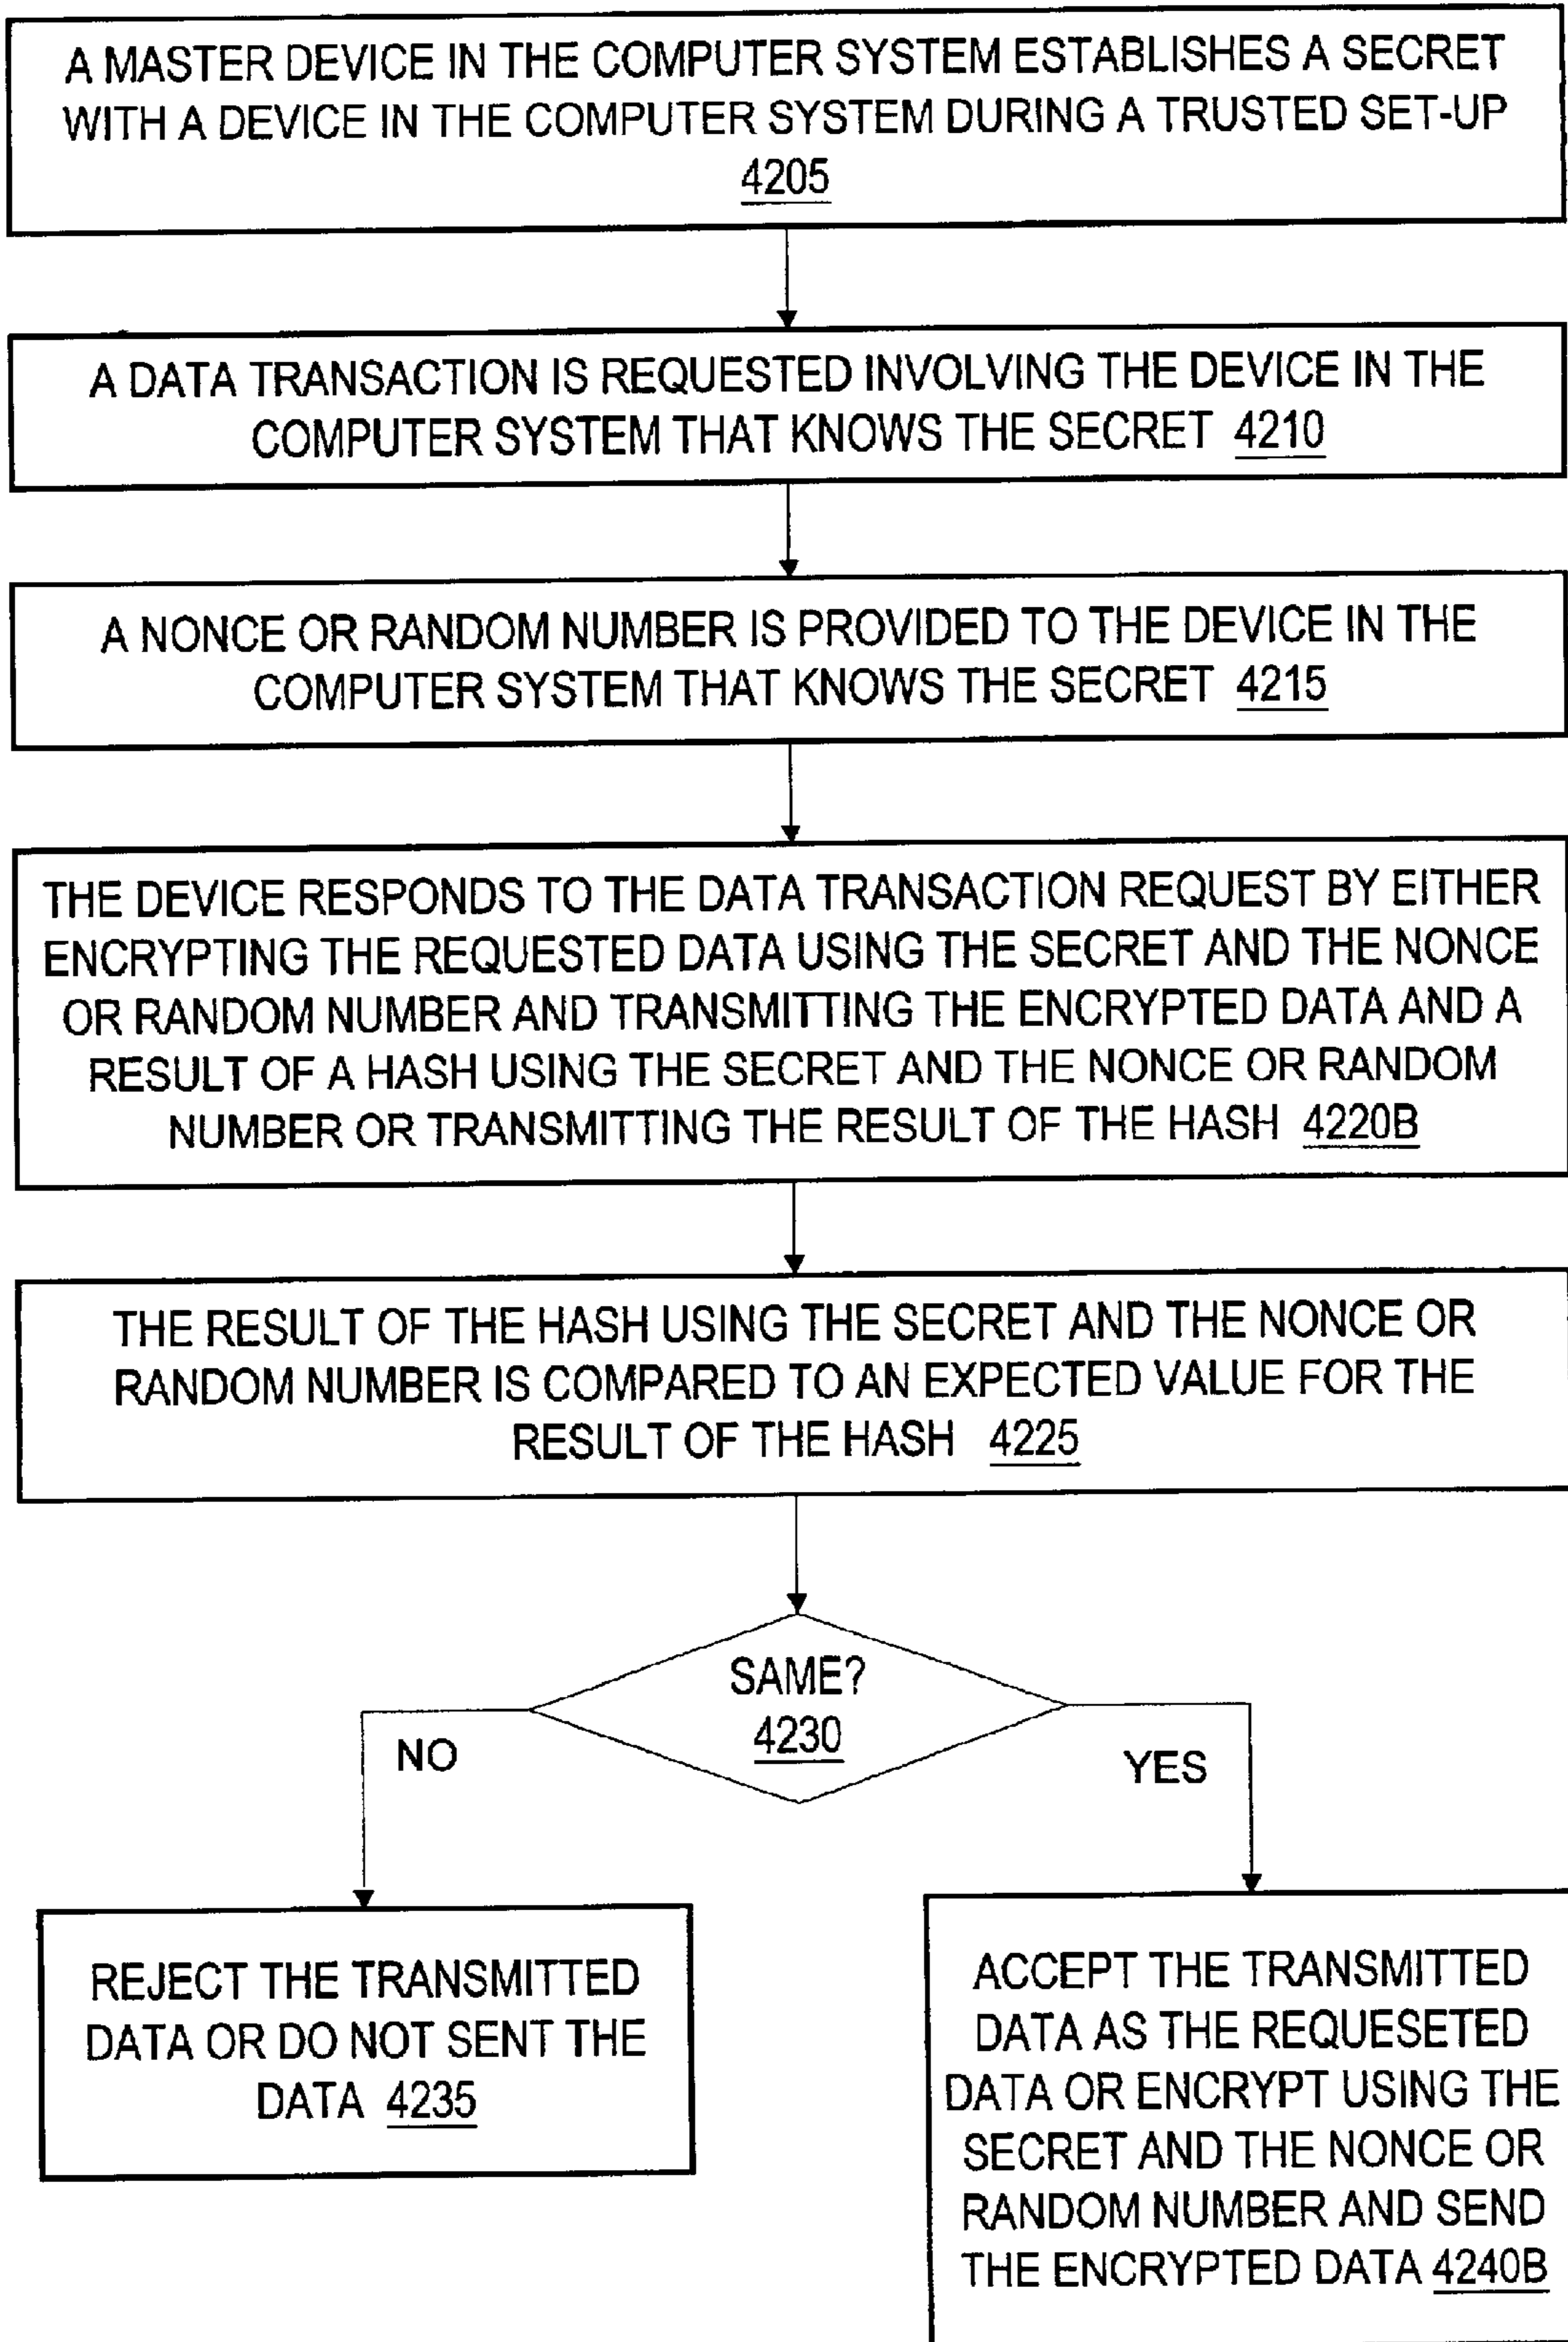 A MASTER DEVICE IN THE COMPUTER SYSTEM ESTABLISHES A SECRET
WITH A DEVICE IN THE COMPUTER SYSTEM DURING A TRUSTED SET-UP
4205
A DATA TRANSACTION IS REQUESTED INVOLVING THE DEVICE IN THE
COMPUTER SYSTEM THAT KNOWS THE SECRET 4210
A NONCE OR RANDOM NUMBER IS PROVIDED TO THE DEVICE IN THE
COMPUTER SYSTEM THAT KNOWS THE SECRET 4215
THE DEVICE RESPONDS TO THE DATA TRANSACTION REQUEST BY EITHER
ENCRYPTING THE REQUESTED DATA USING THE SECRET AND THE NONCE
OR RANDOM NUMBER AND TRANSMITTING THE ENCRYPTED DATA AND A
RESULT OF A HASH USING THE SECRET AND THE NONCE OR RANDOM
NUMBER OR TRANSMITTING THE RESULT OF THE HASH 4220B
THE RESULT OF THE HASH USING THE SECRET AND THE NONCE OR
RANDOM NUMBER IS COMPARED TO AN EXPECTED VALUE FOR THE
RESULT OF THE HASH 4225
SAME?
4230
NO
YES
REJECT THE TRANSMITTED
DATA OR DO NOT SENT THE
DATA 4235
ACCEPT THE TRANSMITTED
DATA AS THE REQUESETED
DATA OR ENCRYPT USING THE
SECRET AND THE NONCE OR
RANDOM NUMBER AND SEND
THE ENCRYPTED DATA 4240B